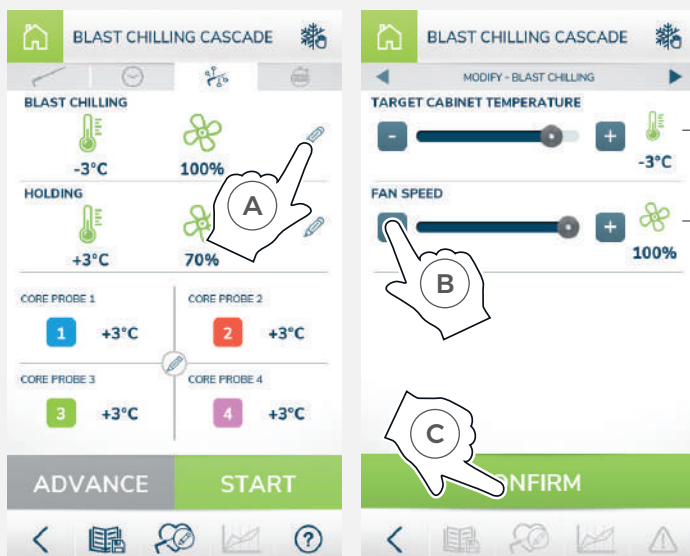 BLAST CHILLING CASCADE
BLAST CHILLING
-3°C 100%
HOLDING
+3°C 70%
A
CORE PROBE 1 CORE PROBE 2
1 +3°C 2 +3°C
CORE PROBE 3 CORE PROBE 4
3 +3°C 4 +3°C
ADVANCE START
?
BLAST CHILLING CASCADE
MODIFY - BLAST CHILLING
TARGET CABINET TEMPERATURE
- +
-3°C
FAN SPEED
+
100%
B
C
NFIRM